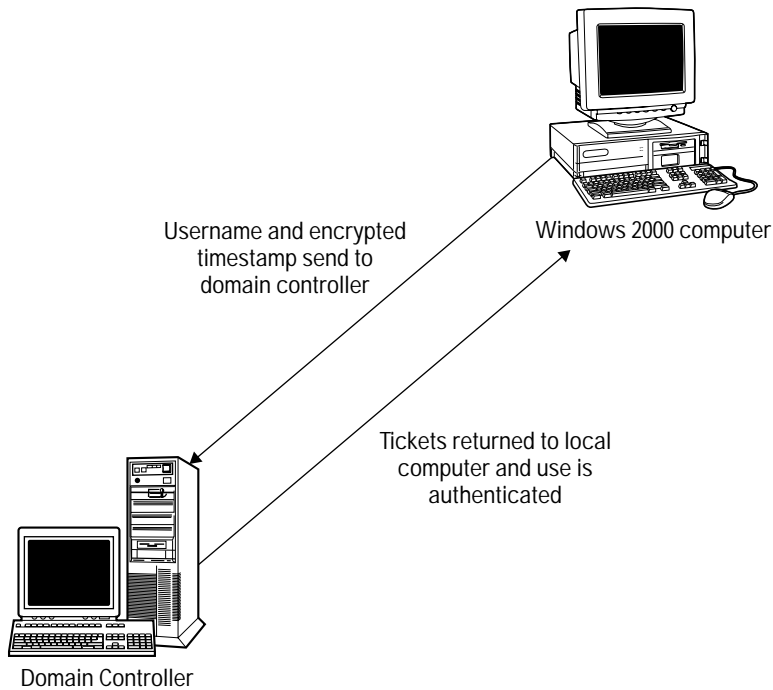 Windows 2000 computer
Username and encrypted
timestamp send to
domain controller
Tickets returned to local
computer and use is
authenticated
Domain Controller